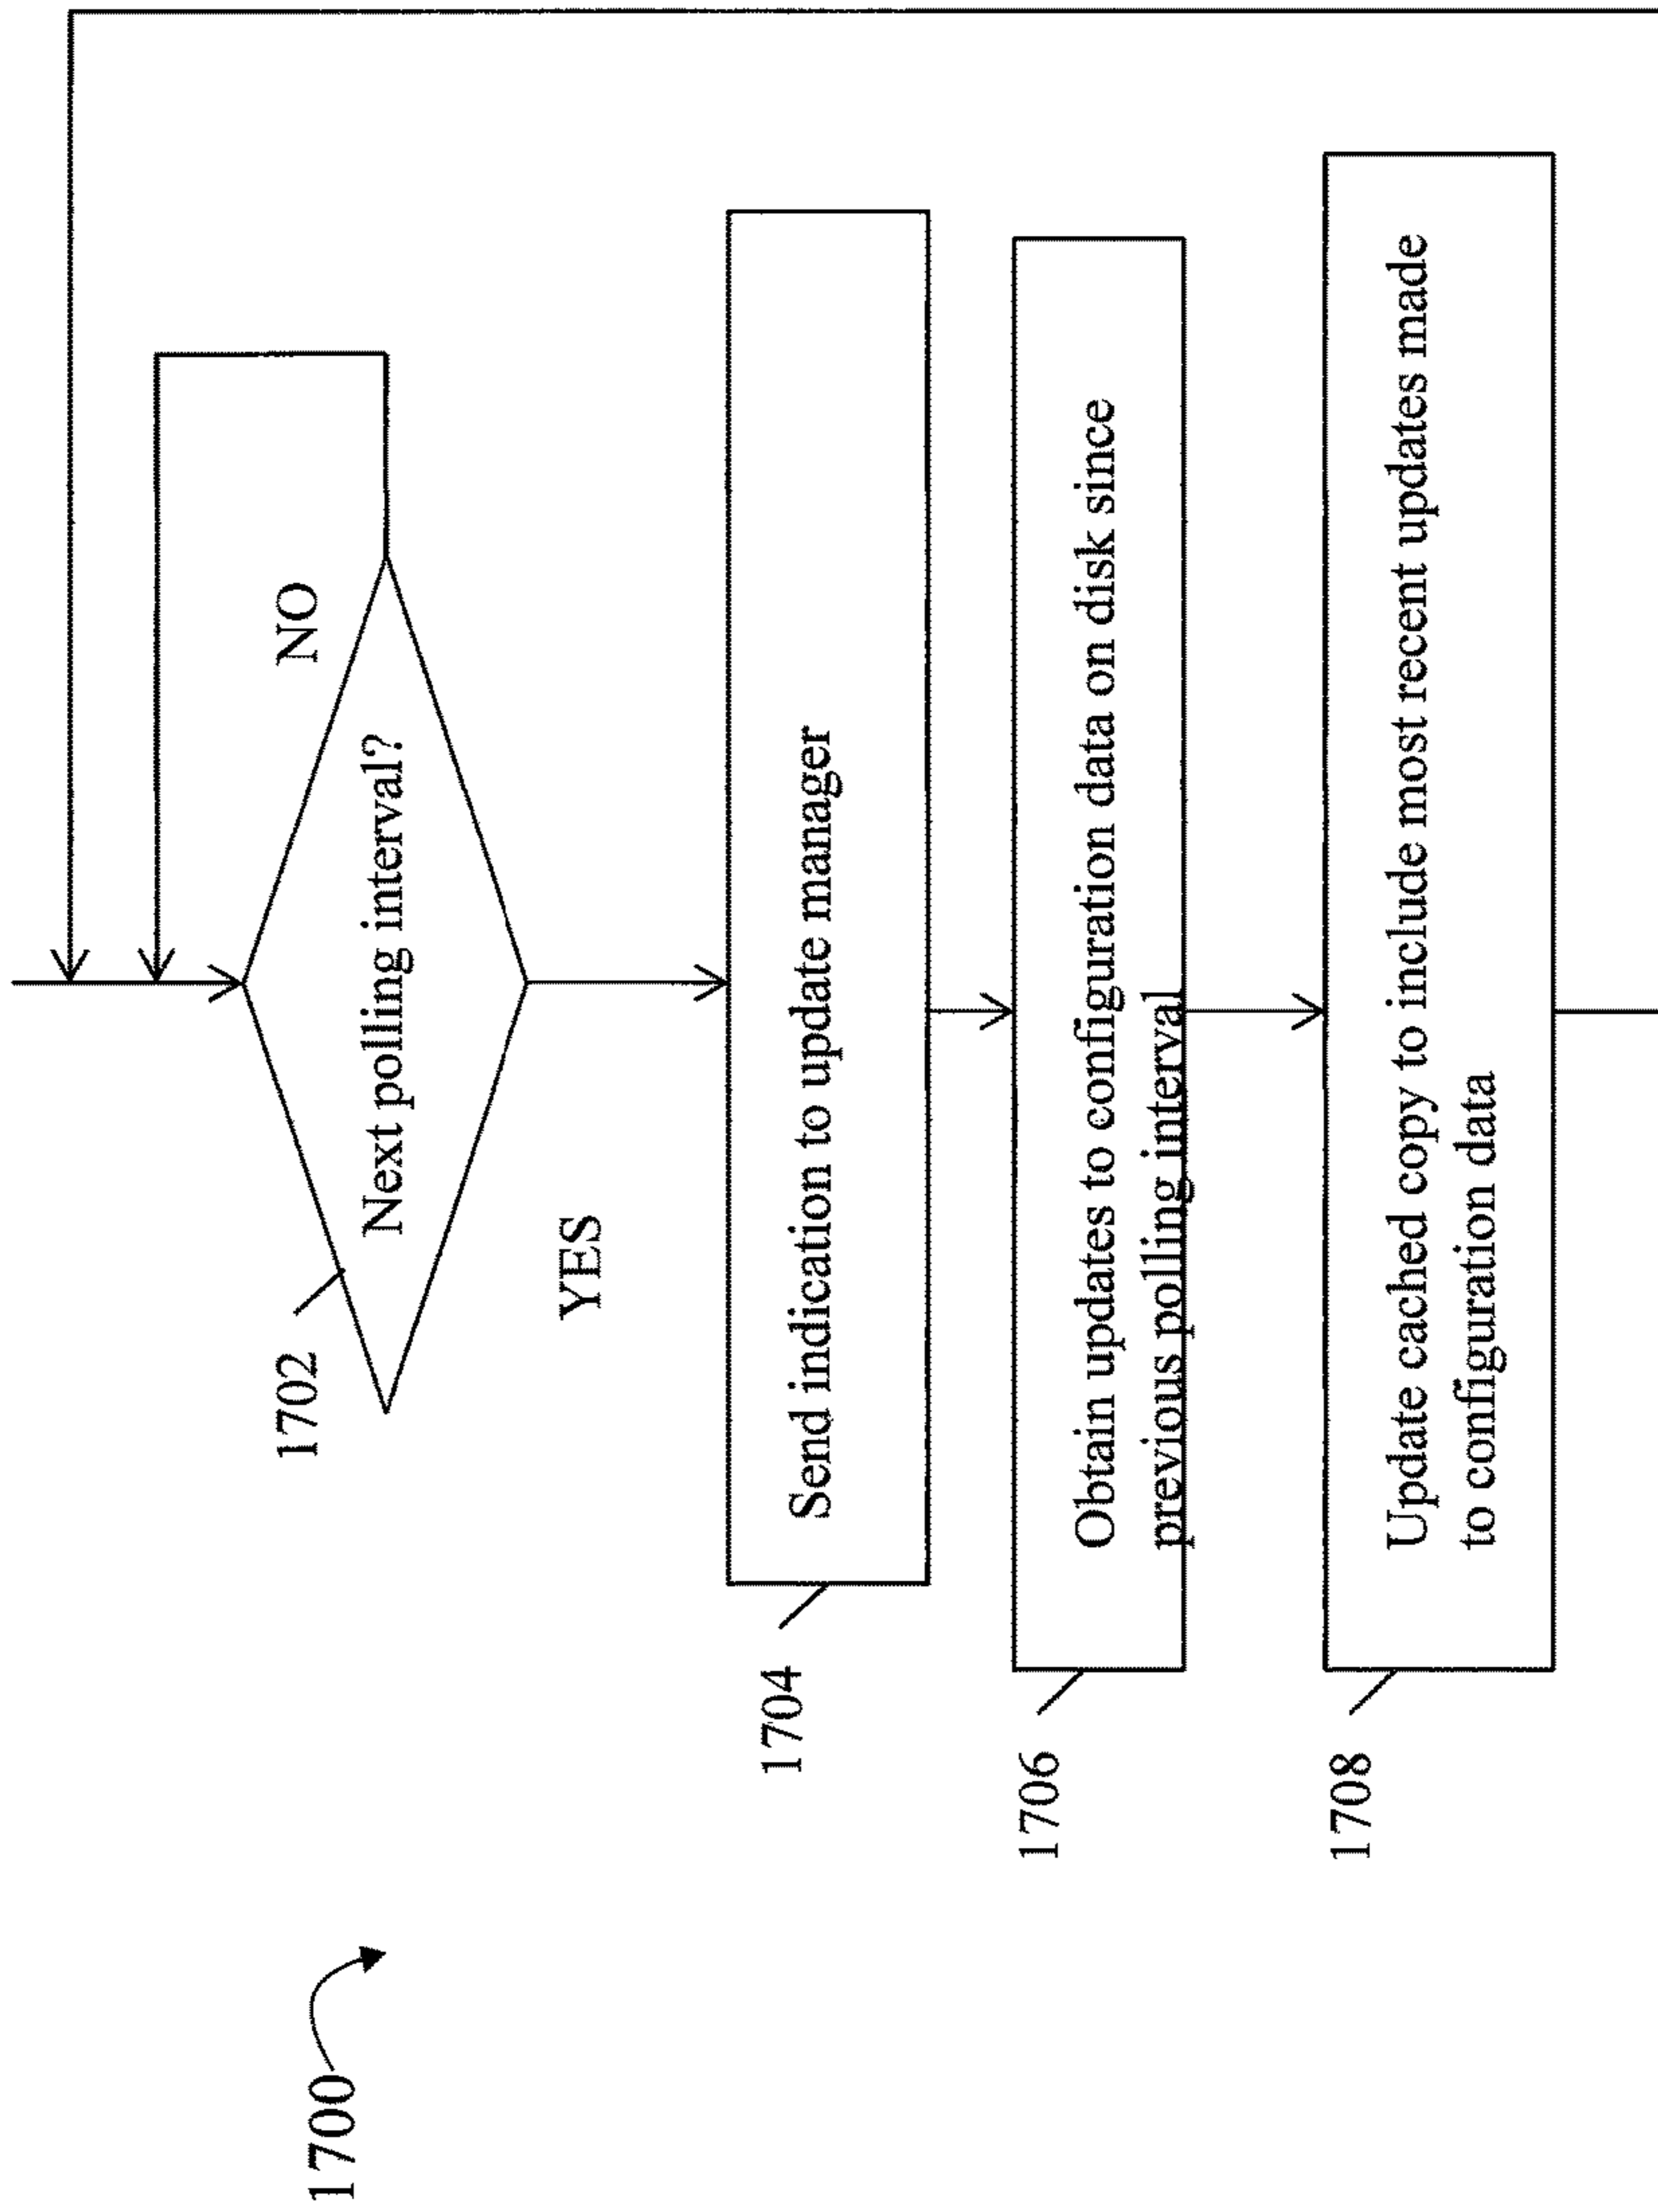 1700
1702
Next polling interval?
NO
YES
1704
Send indication to update manager
1706
Obtain updates to configuration data on disk since
previous polling interval
1708
Update cached copy to include most recent updates made
to configuration data